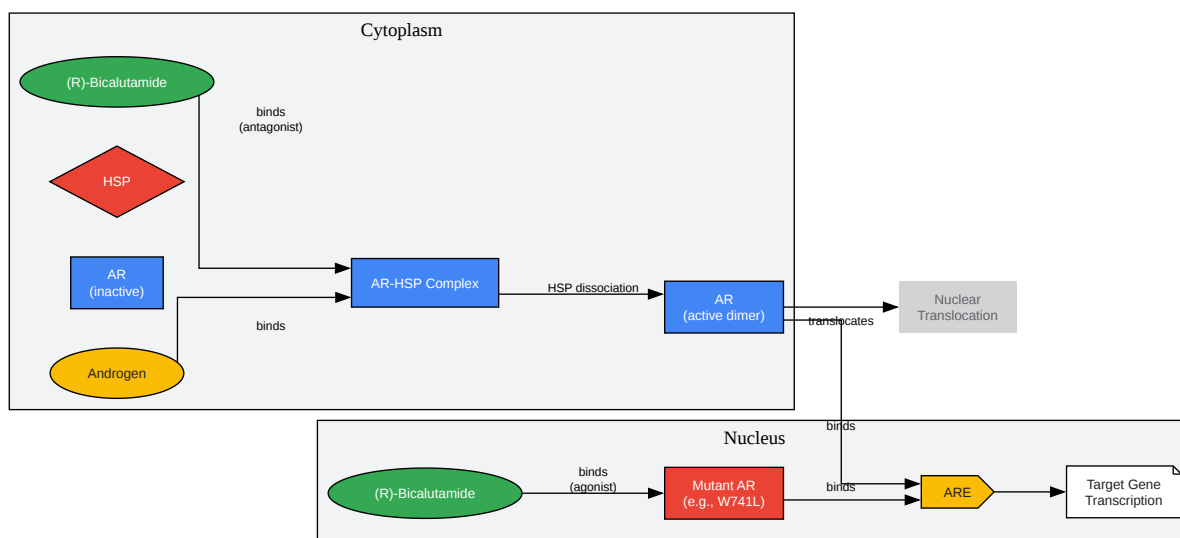 Cytoplasm
(R)-Bicalutamide
binds
(antagonist)
HSP
AR
(inactive)
AR-HSP Complex
HSP dissociation
AR
(active dimer)
translocates
Nuclear
Translocation
binds
Androgen
binds
Nucleus
(R)-Bicalutamide
binds
(agonist)
Mutant AR
(e.g., W741L)
binds
ARE
Target Gene
Transcription